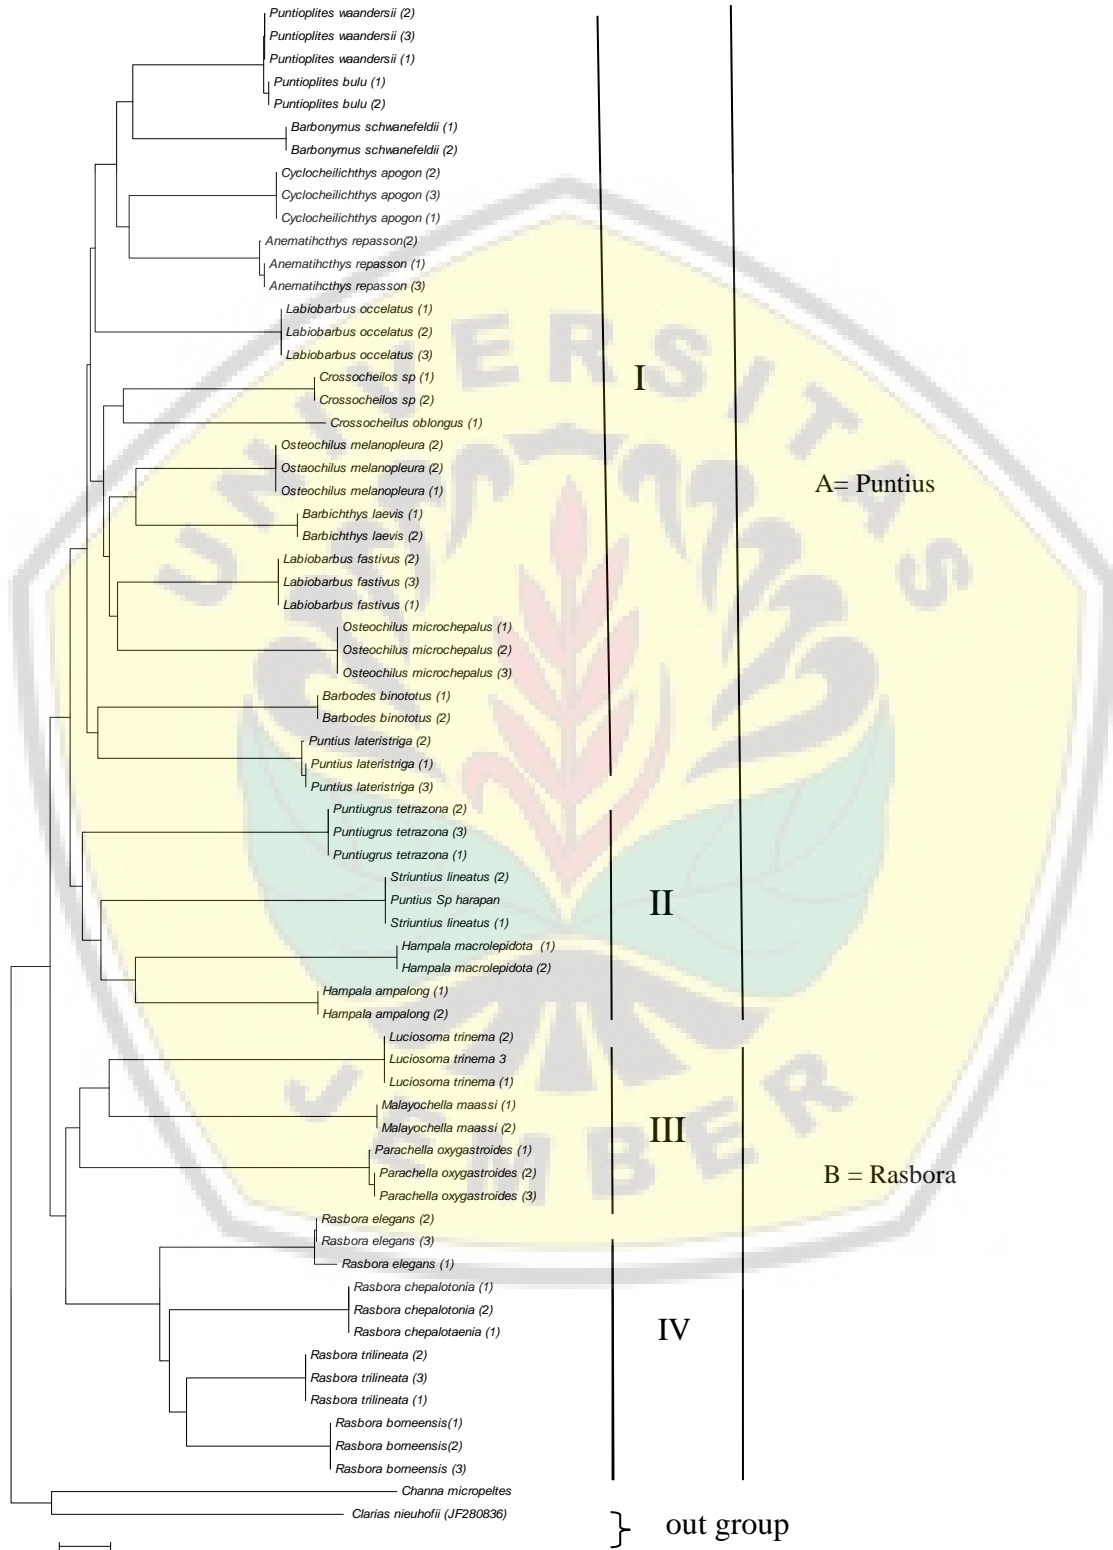 Puntioplites waandersii (2)
Puntioplites waandersii (3)
Puntioplites waandersii (1)
Puntioplites bulu (1)
Puntioplites bulu (2)
Barbonymus schwanefeldii (1)
Barbonymus schwanefeldii (2)
Cyclocheilichthys apogon (2)
Cyclocheilichthys apogon (3)
Cyclocheilichthys apogon (1)
Anematihcthys repasson(2)
Anematihcthys repasson (1)
Anematihcthys repasson (3)
Labiobarbus occelatus (1)
Labiobarbus occelatus (2)
Labiobarbus occelatus (3)
Crossocheilos sp (1)
Crossocheilos sp (2)
Crossocheilus oblongus (1)
Osteochilus melanopleura (2)
Ostaochilus melanopleura (2)
Osteochilus melanopleura (1)
Barbichthys laevis (1)
Barbichthys laevis (2)
Labiobarbus fastivus (2)
Labiobarbus fastivus (3)
Labiobarbus fastivus (1)
Osteochilus microchepalus (1)
Osteochilus microchepalus (2)
Osteochilus microchepalus (3)
Barbodes binototus (1)
Barbodes binototus (2)
Puntius lateristriga (2)
Puntius lateristriga (1)
Puntius lateristriga (3)
Puntiugrus tetrazona (2)
Puntiugrus tetrazona (3)
Puntiugrus tetrazona (1)
Striuntius lineatus (2)
Puntius Sp harapan
Striuntius lineatus (1)
Hampala macrolepidota (1)
Hampala macrolepidota (2)
Hampala ampalong (1)
Hampala ampalong (2)
Luciosoma trinema (2)
Luciosoma trinema 3
Luciosoma trinema (1)
Malayochella maassi (1)
Malayochella maassi (2)
Parachella oxygastroides (1)
Parachella oxygastroides (2)
Parachella oxygastroides (3)
Rasbora elegans (2)
Rasbora elegans (3)
Rasbora elegans (1)
Rasbora chepalotonia (1)
Rasbora chepalotonia (2)
Rasbora chepalotaenia (1)
Rasbora trilineata (2)
Rasbora trilineata (3)
Rasbora trilineata (1)
Rasbora borneensis(1)
Rasbora borneensis(2)
Rasbora borneensis (3)
Channa micropeltes
Clarias nieuhofii (JF280836)
I
II
III
IV
A= Puntius
B = Rasbora
out group
UNIVERSITAS
JEMBER